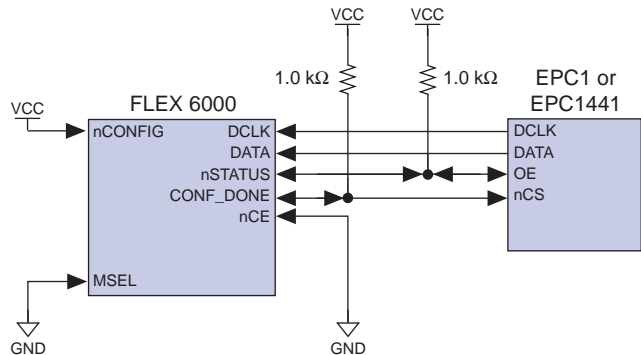 VCC
VCC
1.0 kΩ
1.0 kΩ
EPC1 or
EPC1441
VCC
FLEX 6000
nCONFIG
DCLK
DCLK
DATA
DATA
nSTATUS
OE
CONF_DONE
nCS
nCE
MSEL
GND
GND